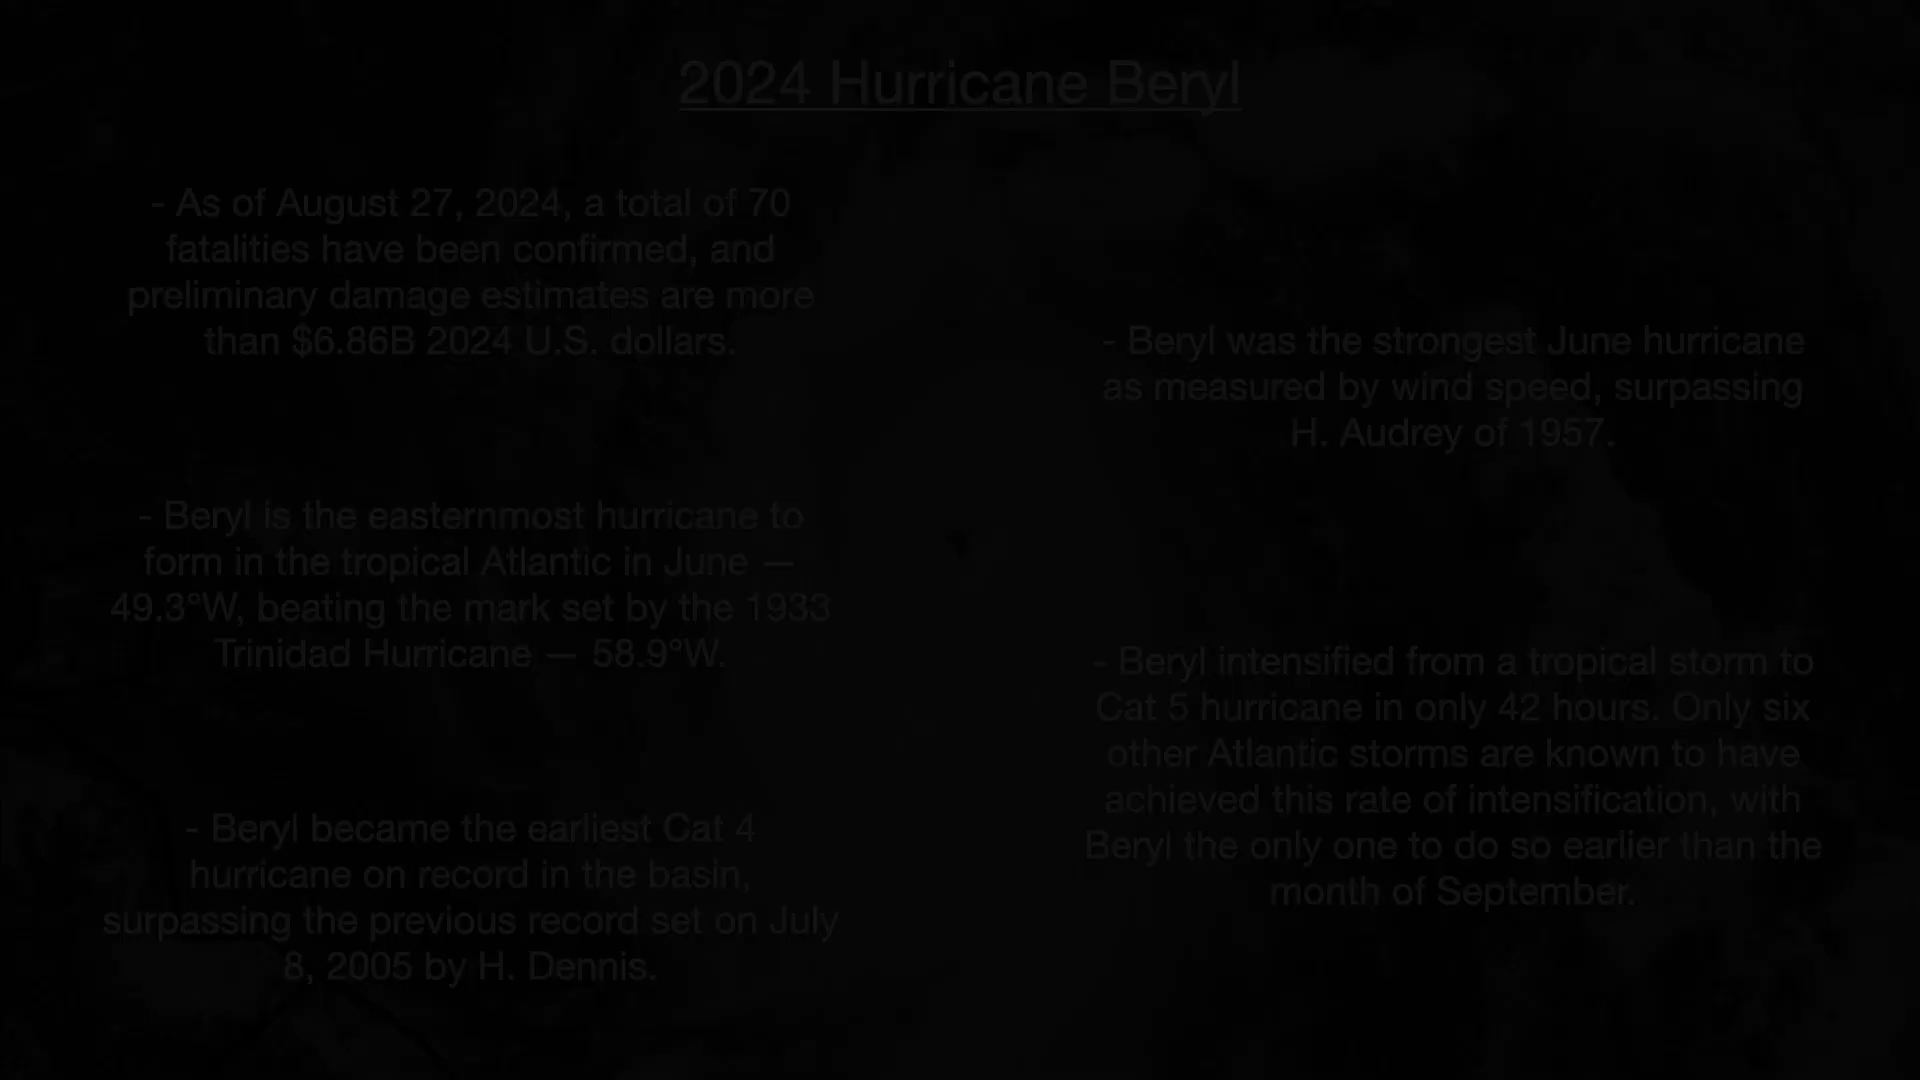 2024 Hurricane Beryl
- As of August 27, 2024, a total of 70
fatalities have been confirmed, and
preliminary damage estimates are more
than $6.86B 2024 U.S. dollars.
- Beryl is the easternmost hurricane to
form in the tropical Atlantic in June —
49.3°W, beating the mark set by the 1933
Trinidad Hurricane — 58.9°W.
- Beryl became the earliest Cat 4
hurricane on record in the basin,
surpassing the previous record set on July
8, 2005 by H. Dennis.
- Beryl was the strongest June hurricane
as measured by wind speed, surpassing
H. Audrey of 1957.
- Beryl intensified from a tropical storm to
Cat 5 hurricane in only 42 hours. Only six
other Atlantic storms are known to have
achieved this rate of intensification, with
Beryl the only one to do so earlier than the
month of September.